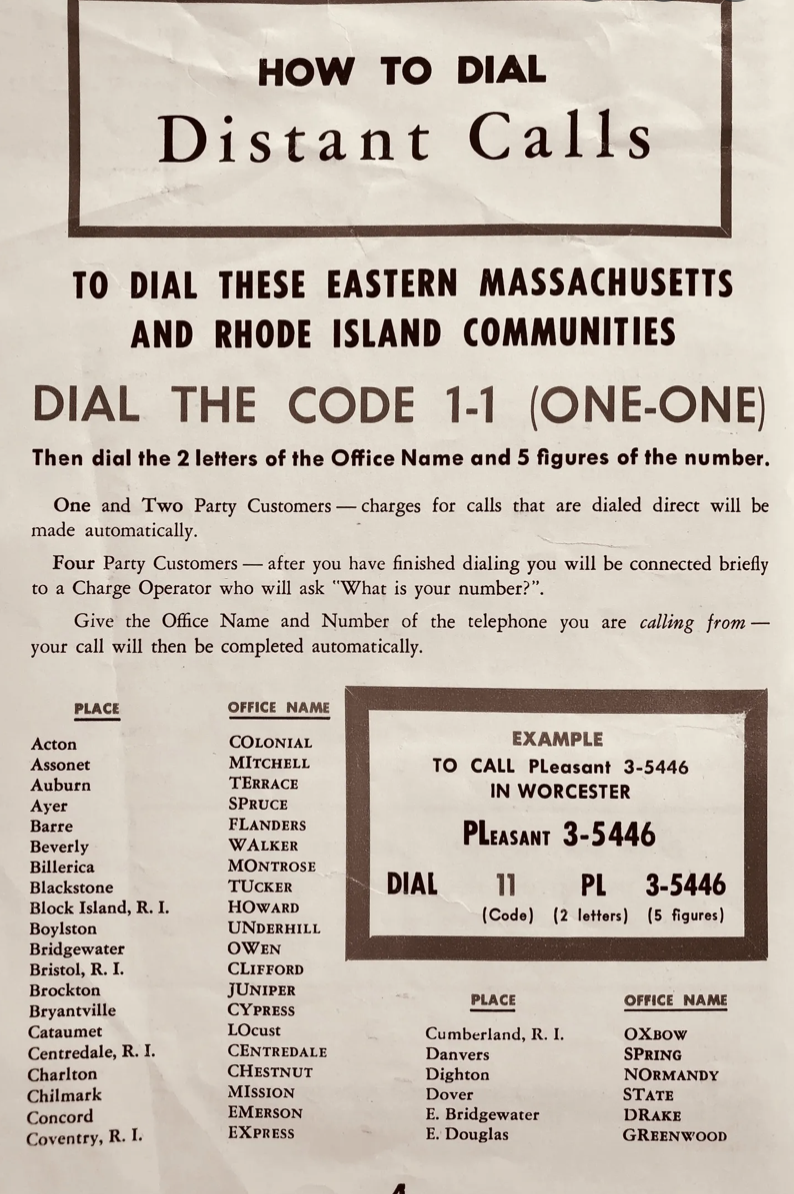 HOW TO DIAL
Distant Calls
TO DIAL THESE EASTERN MASSACHUSETTS
AND RHODE ISLAND COMMUNITIES
DIAL THE CODE 1-1 (ONE-ONE)
Then dial the 2 letters of the Office Name and 5 figures of the number.
One and Two Party Customers — charges for calls that are dialed direct will be
made automatically.
Four Party Customers — after you have finished dialing you will be connected briefly
to a Charge Operator who will ask "What is your number?".
Give the Office Name and Number of the telephone you are calling from —
your call will then be completed automatically.
PLACE OFFICE NAME
Acton COLONIAL
Assonet MITCHELL
Auburn TERRACE
Ayer SPRUCE
Barre FLANDERS
Beverly WALKER
Billerica MONTROSE
Blackstone TUCKER
Block Island, R. I. HOWARD
Boylston UNDERHILL
Bridgewater OWEN
Bristol, R. I. CLIFFORD
Brockton JUNIPER
Bryantville CYPRESS
Cataumet LOcust
Centredale, R. I. CENTREDALE
Charlton CHESTNUT
Chilmark MISSION
Concord EMERSON
Coventry, R. I. EXPRESS
EXAMPLE
TO CALL PLeasant 3-5446
IN WORCESTER
PLEASANT 3-5446
DIAL 11 PL 3-5446
(Code) (2 letters) (5 figures)
PLACE OFFICE NAME
Cumberland, R. I. OXBOW
Danvers SPRING
Dighton NORMANDY
Dover STATE
E. Bridgewater DRAKE
E. Douglas GREENWOOD
4